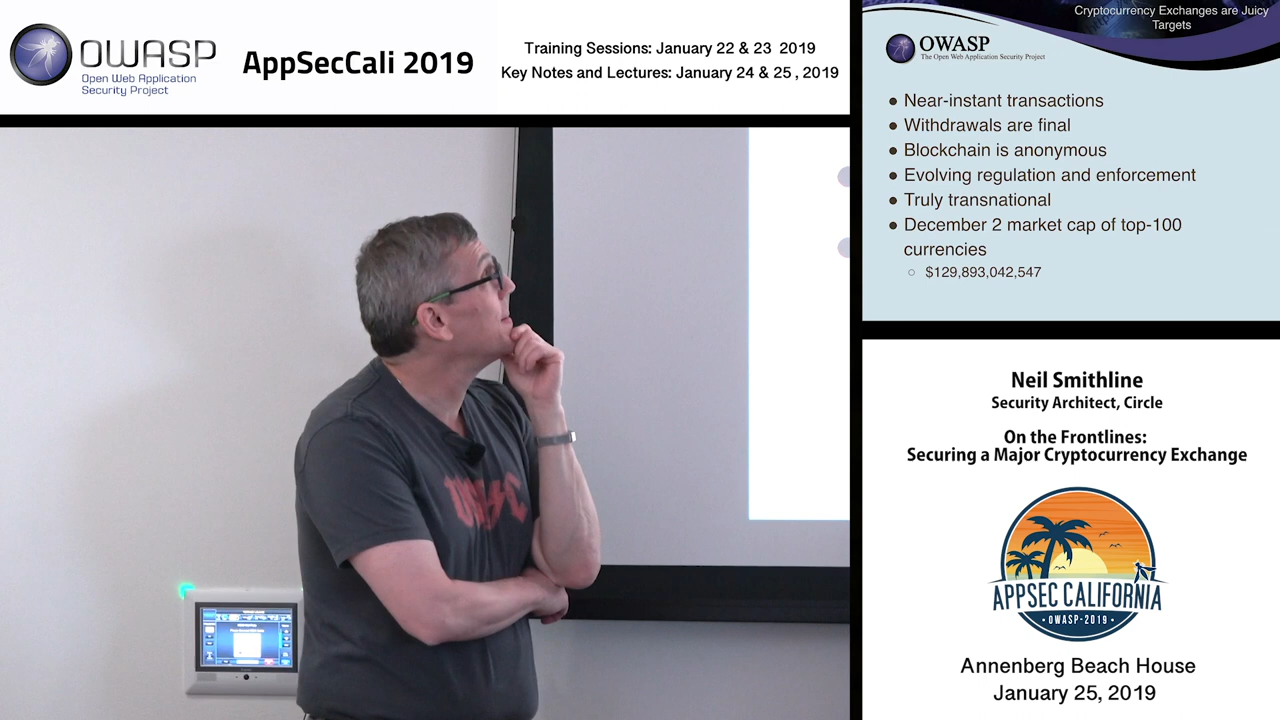 OWASP
Open Web Application
Security Project
AppSecCali 2019
Training Sessions: January 22 & 23 2019
Key Notes and Lectures: January 24 & 25 , 2019
Cryptocurrency Exchanges are Juicy
Targets
OWASP
The Open Web Application Security Project
● Near-instant transactions
● Withdrawals are final
● Blockchain is anonymous
● Evolving regulation and enforcement
● Truly transnational
● December 2 market cap of top-100
currencies
○ $129,893,042,547
Neil Smithline
Security Architect, Circle
On the Frontlines:
Securing a Major Cryptocurrency Exchange
APPSEC CALIFORNIA
• OWASP-2019 •
Annenberg Beach House
January 25, 2019